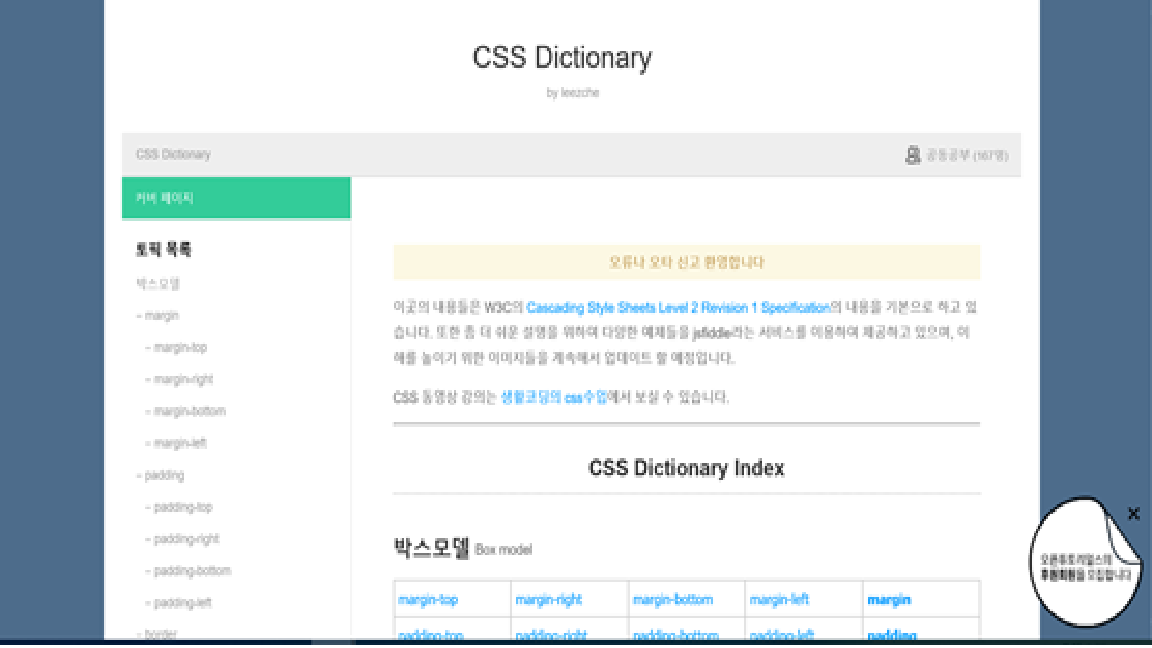 CSS Dictionary
by leezche
CSS Dictionary
공동공부 (167명)
커버 페이지
토픽 목록
박스모델
– margin
– margin-top
– margin-right
– margin-bottom
– margin-left
– padding
– padding-top
– padding-right
– padding-bottom
– padding-left
– border
오류나 오타 신고 환영합니다
이곳의 내용들은 W3C의 Cascading Style Sheets Level 2 Revision 1 Specification의 내용을 기본으로 하고 있
습니다. 또한 좀 더 쉬운 설명을 위하여 다양한 예제들을 jsfiddle라는 서비스를 이용하여 제공하고 있으며, 이
해를 높이기 위한 이미지들을 계속해서 업데이트 할 예정입니다.
CSS 동영상 강의는 생활코딩의 css수업에서 보실 수 있습니다.
CSS Dictionary Index
박스모델 Box model
margin-top margin-right margin-bottom margin-left margin
padding-top padding-right padding-bottom padding-left padding
오픈튜토리얼스의
후원회원을 모집합니다